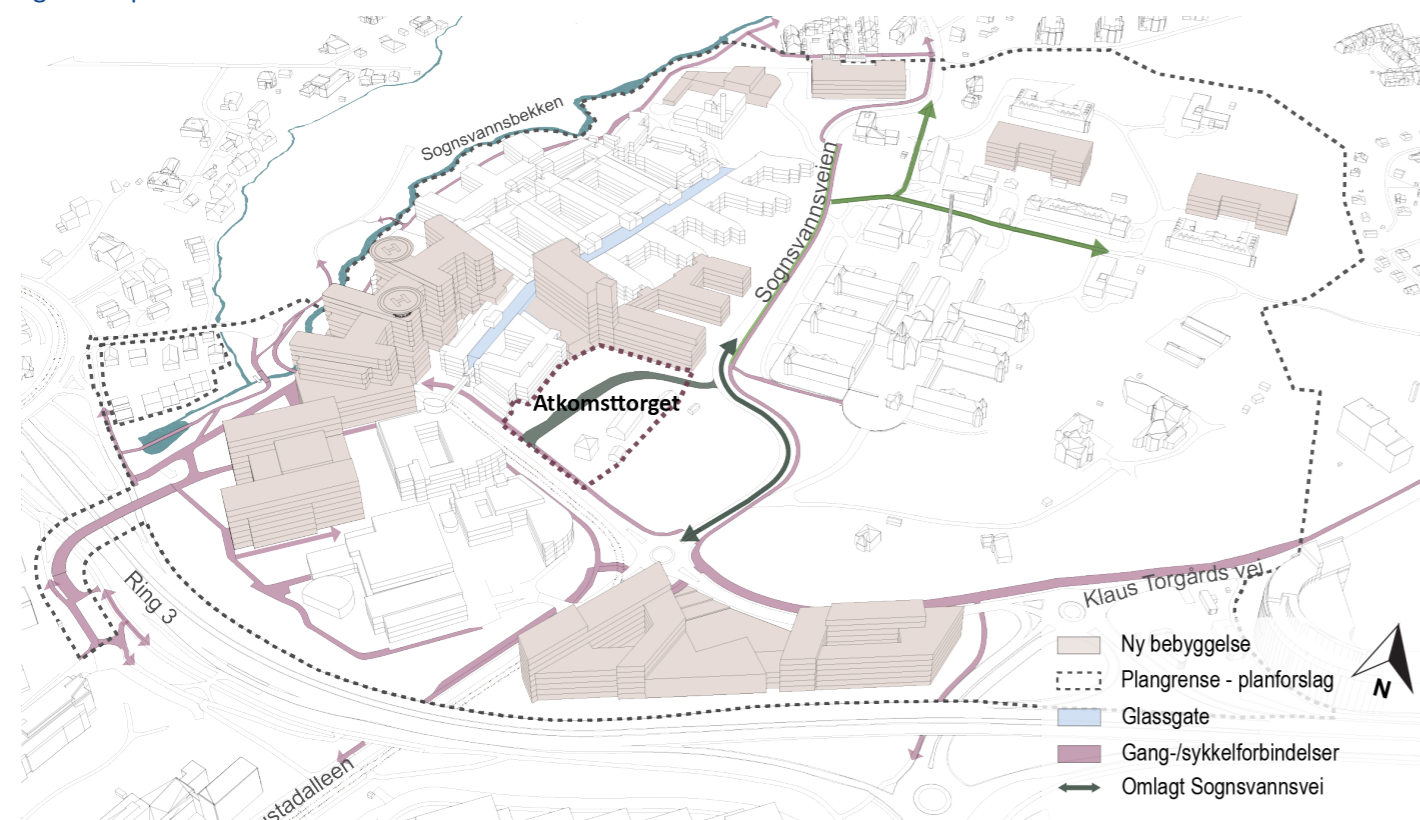 Sognsvannsbekken
Sognsvannsveien
Atkomsttorget
H
H
Ring 3
Klaus Torgårds vei
Ny bebyggelse
Plangrense - planforslag
Glassgate
Gang-/sykkelforbindelser
Omlagt Sognsvannsvei
N